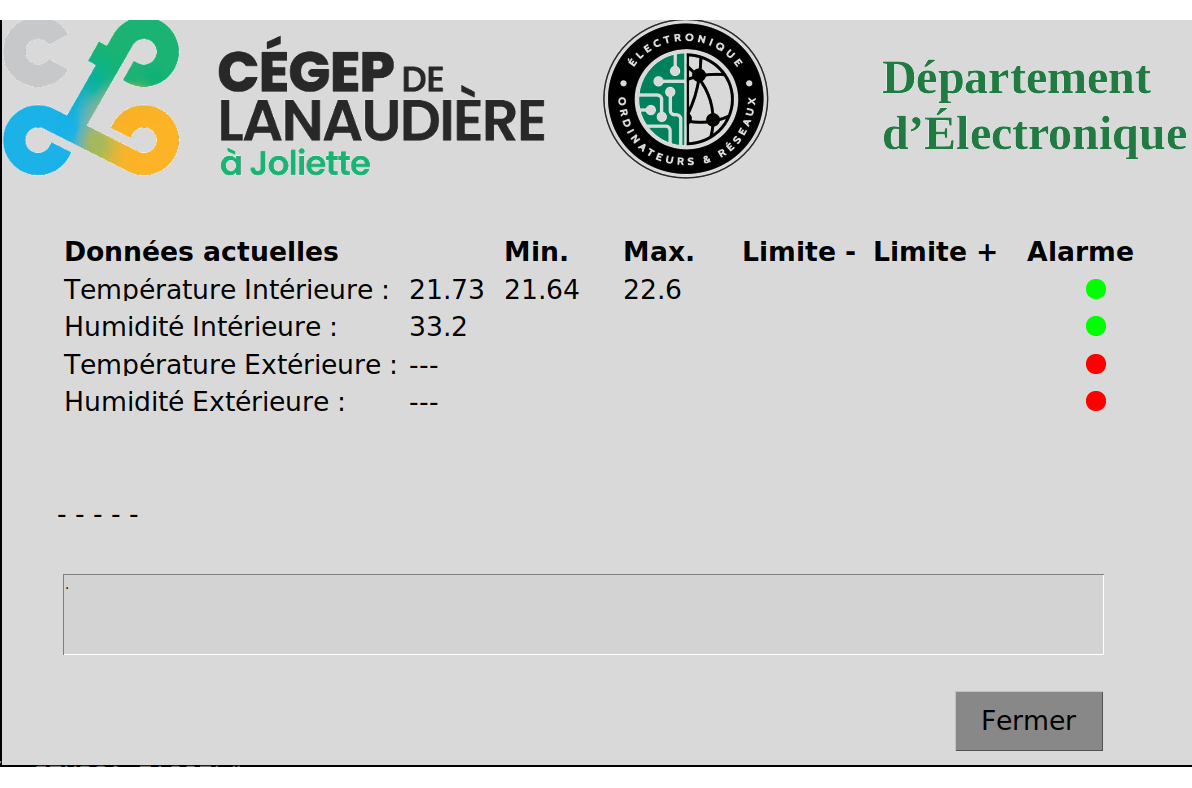 CÉGEP DE
LANAUDIÈRE
à Joliette
ÉLECTRONIQUE
ORDINATEURS & RÉSEAUX
Département
d’Électronique
Données actuelles Min. Max. Limite - Limite + Alarme
Température Intérieure : 21.73 21.64 22.6
Humidité Intérieure : 33.2
Température Extérieure : ---
Humidité Extérieure : ---
- - - - -
.
Fermer